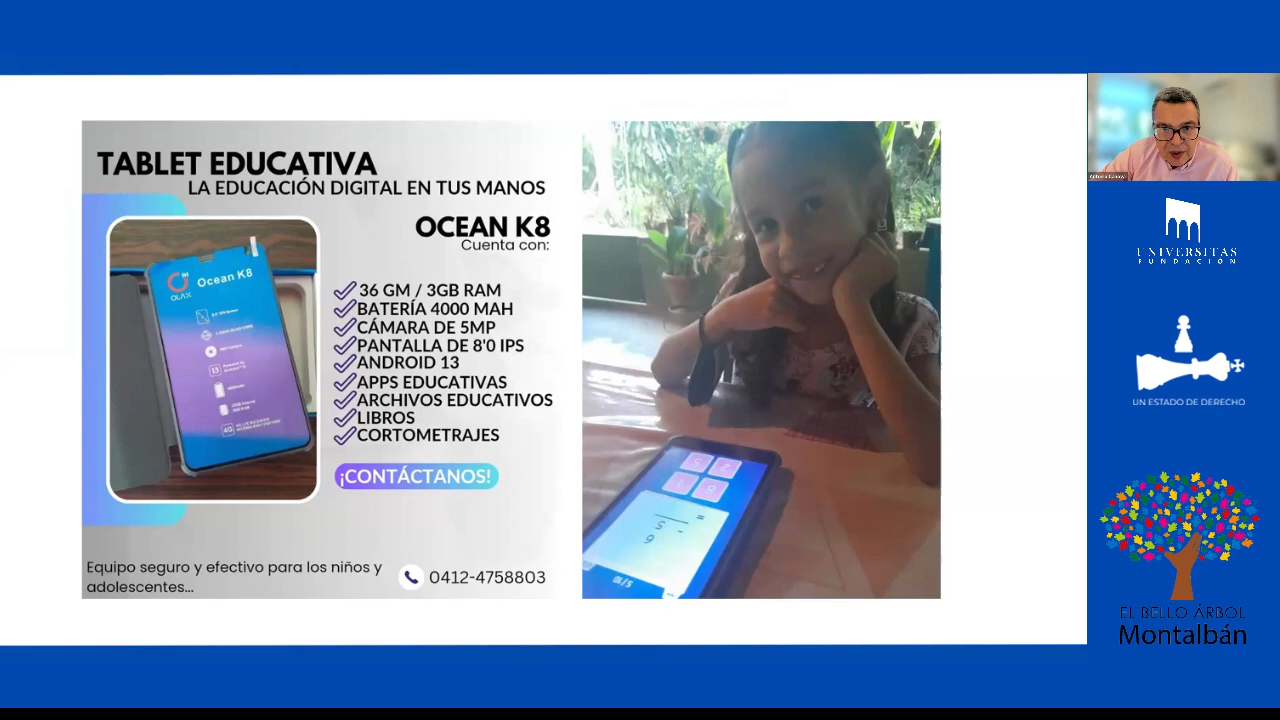 TABLET EDUCATIVA
LA EDUCACIÓN DIGITAL EN TUS MANOS
OCEAN K8
Cuenta con:
36 GM / 3GB RAM
BATERÍA 4000 MAH
CÁMARA DE 5MP
PANTALLA DE 8'0 IPS
ANDROID 13
APPS EDUCATIVAS
ARCHIVOS EDUCATIVOS
LIBROS
CORTOMETRAJES
¡CONTÁCTANOS!
Equipo seguro y efectivo para los niños y
adolescentes...
0412-4758803
OLAX
Ocean K8
13
4G
UNIVERSITAS
FUNDACIÓN
UN ESTADO DE DERECHO
EL BELLO ÁRBOL
Montalbán